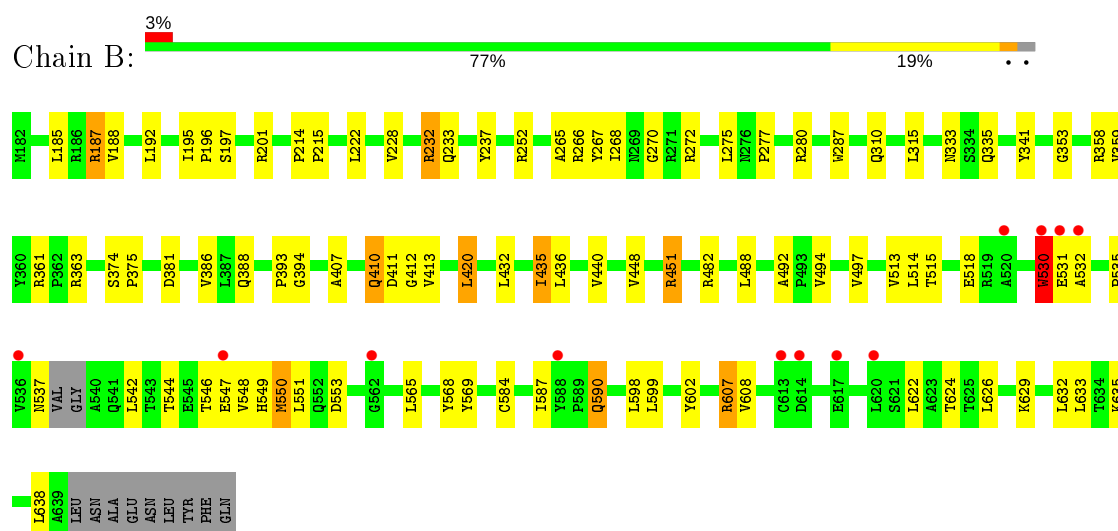 3%
Chain B:
77% 19% • •
M182 L185 R186 R187 V188 L192 I195 P196 S197 R201 P214 P215 L222 V228 R232 Q233 Y237 R252 A265 R266 Y267 I268 N269 G270 R271 R272 L275 N276 P277 R280 W287 Q310 L315 N333 S334 Q335 Y341 G353 R358
Y360 R361 P362 R363 S374 P375 D381 V386 L387 Q388 P393 G394 A407 Q410 D411 G412 V413 L420 L432 I435 L436 V440 V448 R451 R482 L488 A492 P493 V494 V497 V513 L514 T515 E518 R519 A520 W530 E531 A532
V536 N537 VAL GLY A540 Q541 L542 T543 T544 E545 T546 E547 V548 H549 M550 L551 Q552 D553 G562 L565 Y568 Y569 C584 I587 Y588 P589 Q590 L598 L599 Y602 R607 V608 C613 D614 E617 L620 S621 L622 A623 T624 T625 L626 K629 L632 L633 T634
L638 A639 LEU ASN ALA GLU ASN LEU TYR PHE GLN